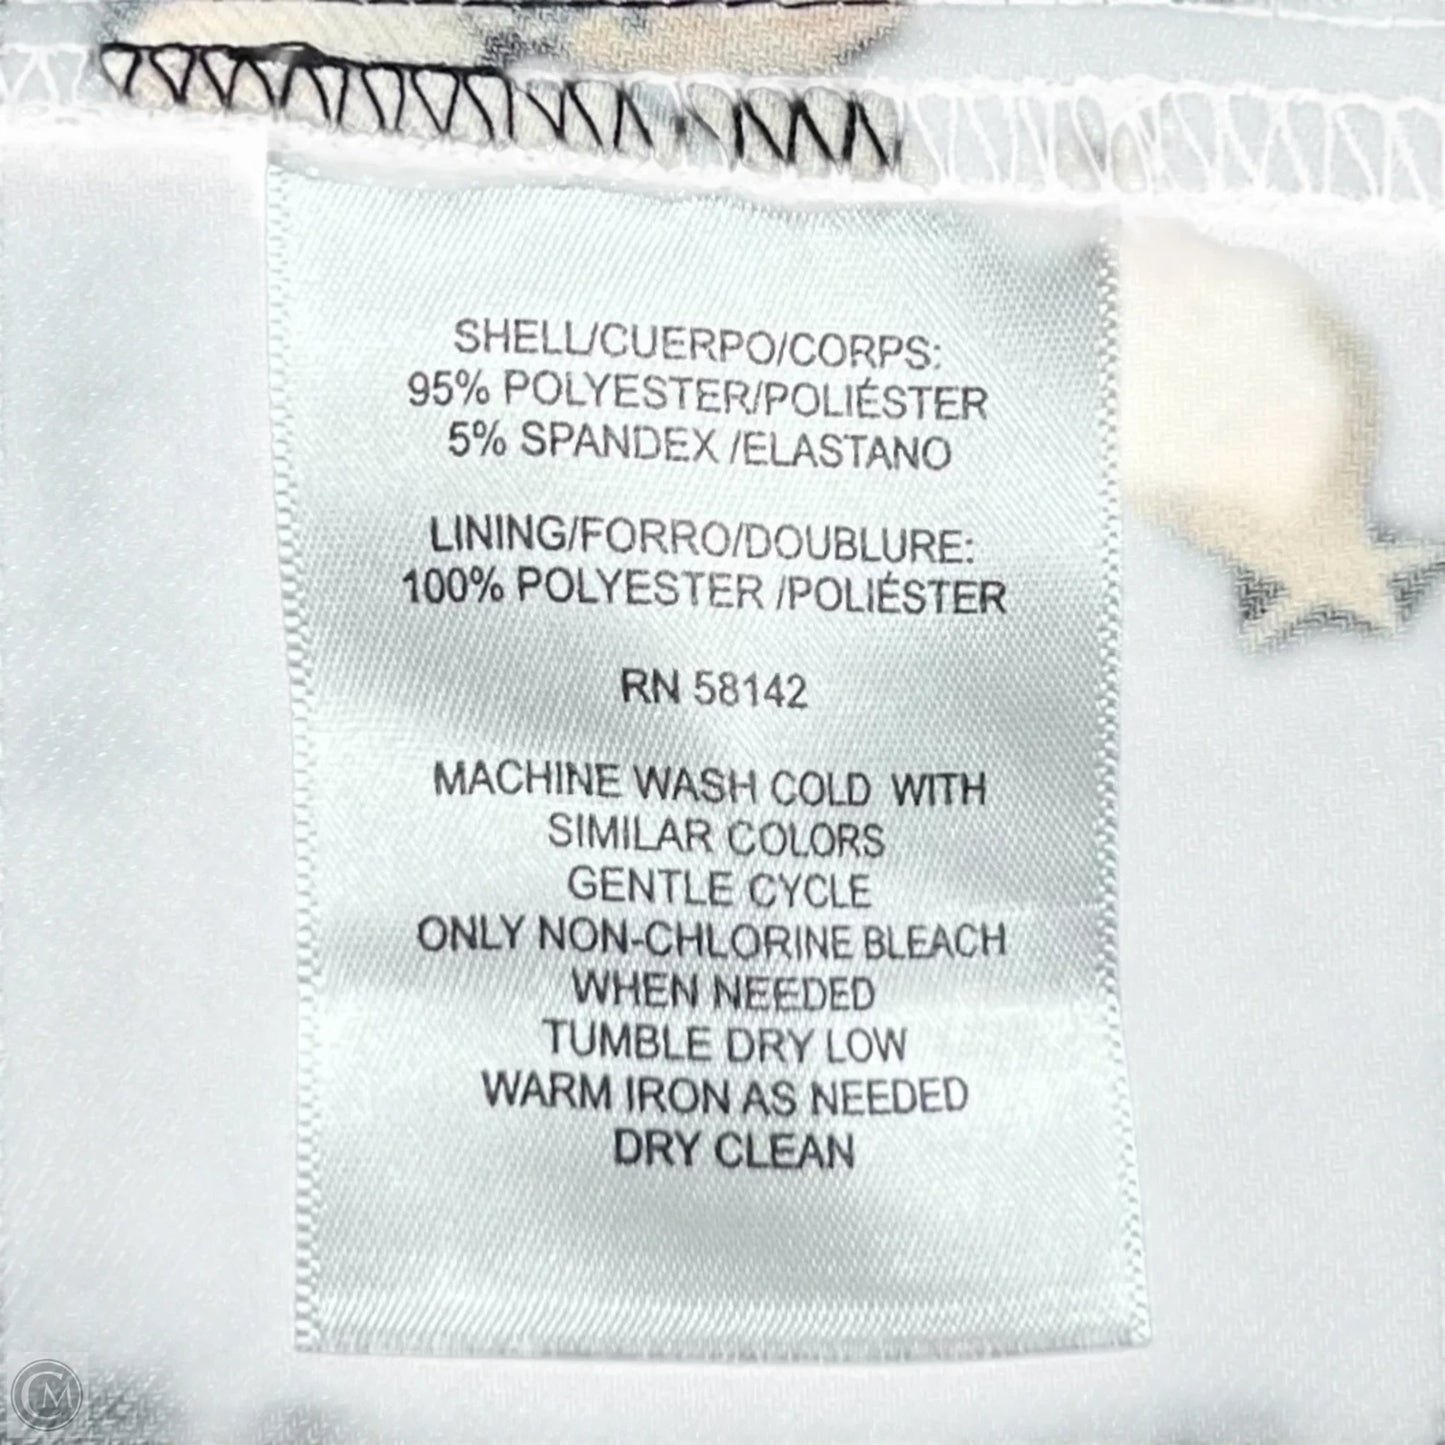 SHELL/CUERPO/CORPS:
95% POLYESTER/POLIÉSTER
5% SPANDEX /ELASTANO
LINING/FORRO/DOUBLURE:
100% POLYESTER /POLIÉSTER
RN 58142
MACHINE WASH COLD WITH
SIMILAR COLORS
GENTLE CYCLE
ONLY NON-CHLORINE BLEACH
WHEN NEEDED
TUMBLE DRY LOW
WARM IRON AS NEEDED
DRY CLEAN
CM